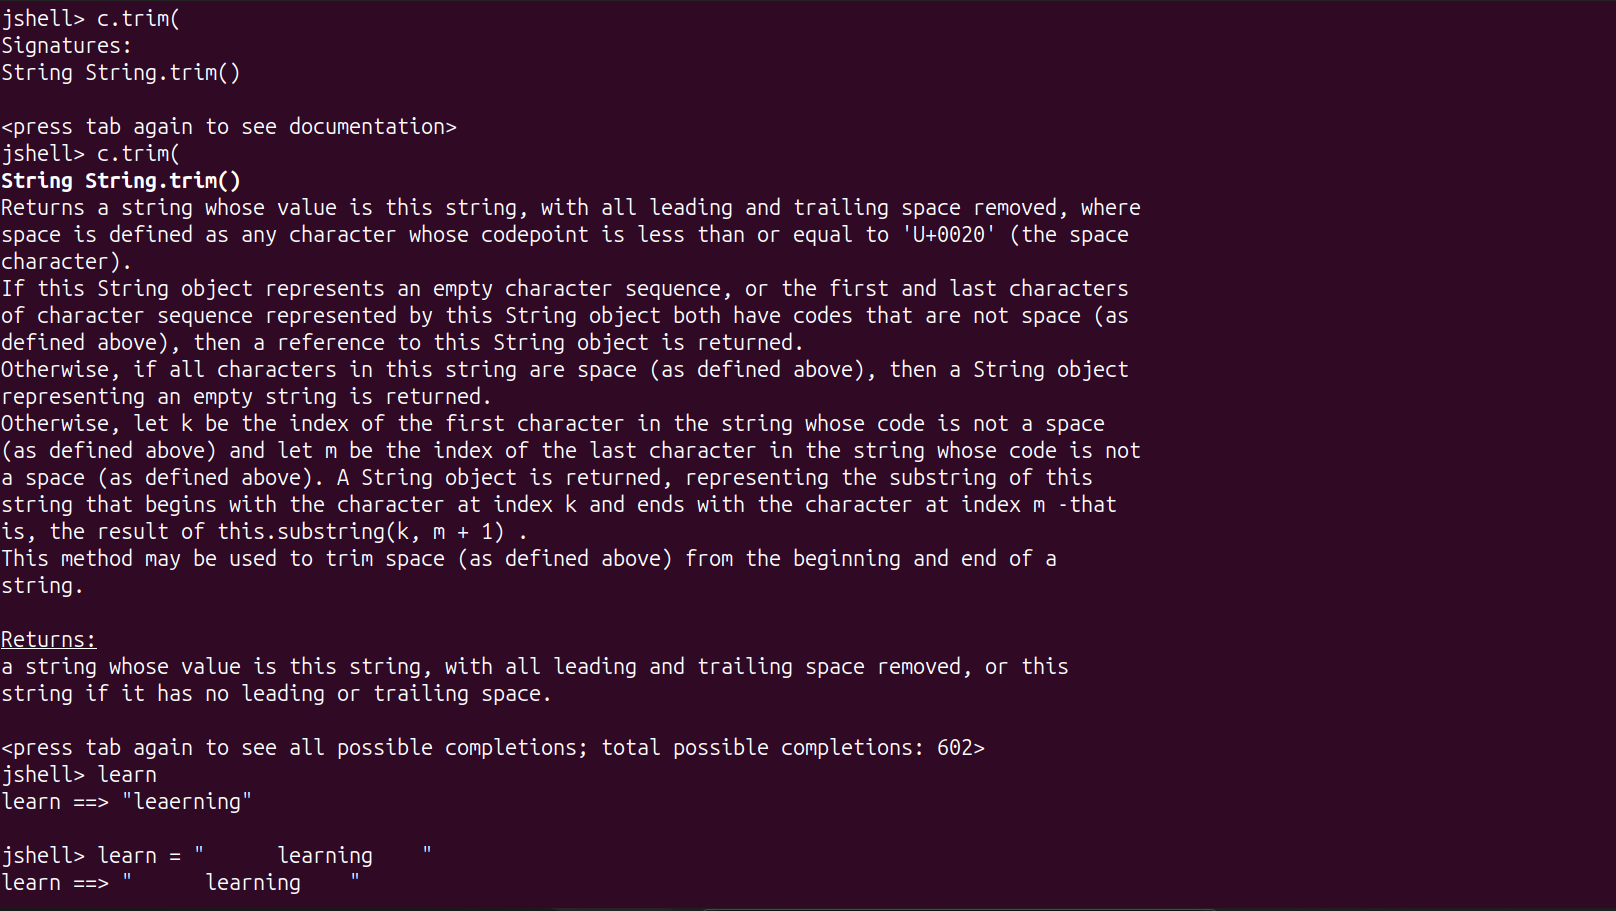 jshell> c.trim(
Signatures:
String String.trim()
<press tab again to see documentation>
jshell> c.trim(
String String.trim()
Returns a string whose value is this string, with all leading and trailing space removed, where
space is defined as any character whose codepoint is less than or equal to 'U+0020' (the space
character).
If this String object represents an empty character sequence, or the first and last characters
of character sequence represented by this String object both have codes that are not space (as
defined above), then a reference to this String object is returned.
Otherwise, if all characters in this string are space (as defined above), then a String object
representing an empty string is returned.
Otherwise, let k be the index of the first character in the string whose code is not a space
(as defined above) and let m be the index of the last character in the string whose code is not
a space (as defined above). A String object is returned, representing the substring of this
string that begins with the character at index k and ends with the character at index m -that
is, the result of this.substring(k, m + 1) .
This method may be used to trim space (as defined above) from the beginning and end of a
string.
Returns:
a string whose value is this string, with all leading and trailing space removed, or this
string if it has no leading or trailing space.
<press tab again to see all possible completions; total possible completions: 602>
jshell> learn
learn ==> "leaerning"
jshell> learn = "      learning    "
learn ==> "      learning    "